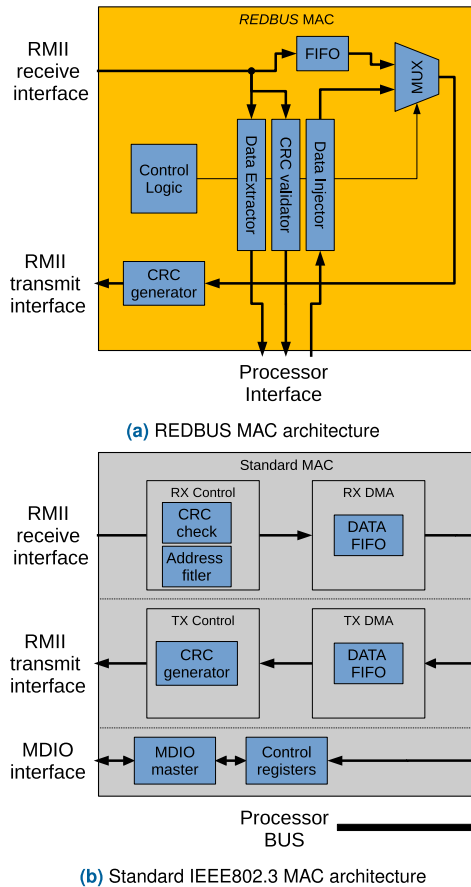 REDBUS MAC
RMII
receive
interface
FIFO
MUX
Control
Logic
Data Extractor
CRC validator
Data Injector
RMII
transmit
interface
CRC
generator
Processor
Interface
(a) REDBUS MAC architecture
Standard MAC
RMII
receive
interface
RX Control
CRC
check
Address
fitler
RX DMA
DATA
FIFO
RMII
transmit
interface
TX Control
CRC
generator
TX DMA
DATA
FIFO
MDIO
interface
MDIO
master
Control
registers
Processor
BUS
(b) Standard IEEE802.3 MAC architecture